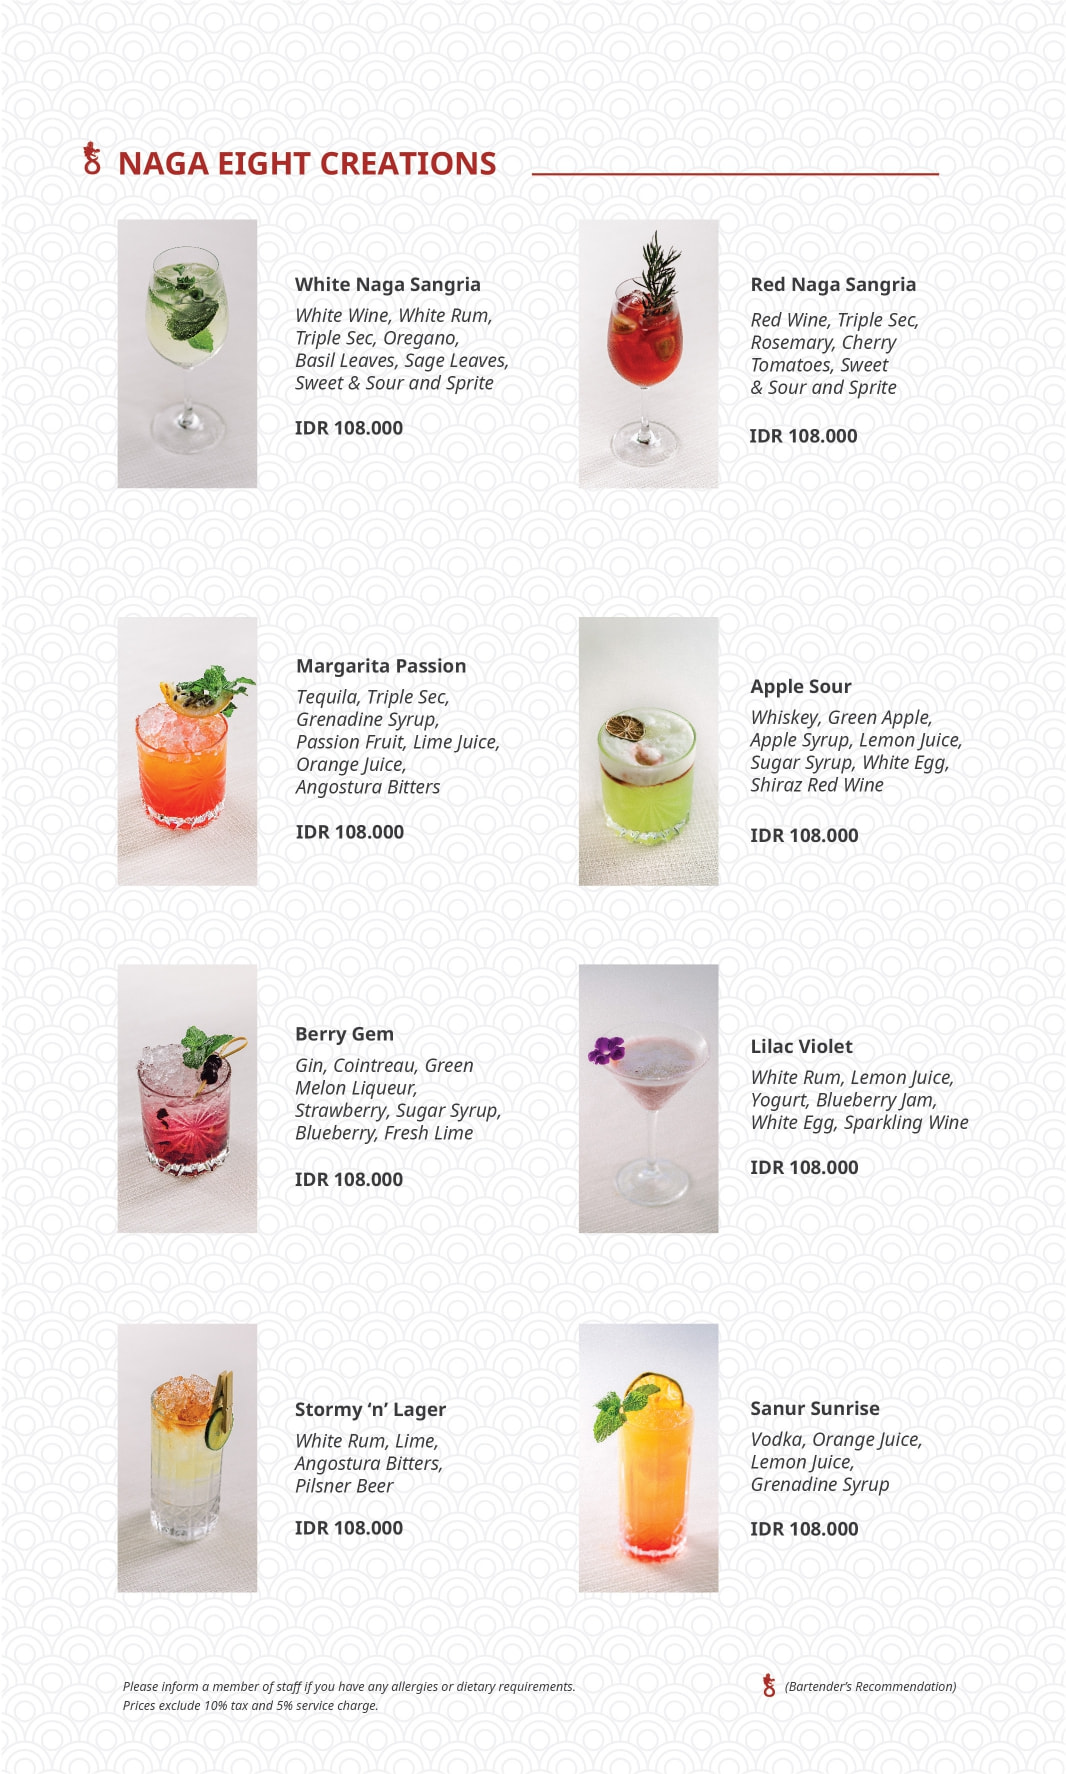 NAGA EIGHT CREATIONS
White Naga Sangria
White Wine, White Rum,
Triple Sec, Oregano,
Basil Leaves, Sage Leaves,
Sweet & Sour and Sprite
IDR 108.000
Red Naga Sangria
Red Wine, Triple Sec,
Rosemary, Cherry
Tomatoes, Sweet
& Sour and Sprite
IDR 108.000
Margarita Passion
Tequila, Triple Sec,
Grenadine Syrup,
Passion Fruit, Lime Juice,
Orange Juice,
Angostura Bitters
IDR 108.000
Apple Sour
Whiskey, Green Apple,
Apple Syrup, Lemon Juice,
Sugar Syrup, White Egg,
Shiraz Red Wine
IDR 108.000
Berry Gem
Gin, Cointreau, Green
Melon Liqueur,
Strawberry, Sugar Syrup,
Blueberry, Fresh Lime
IDR 108.000
Lilac Violet
White Rum, Lemon Juice,
Yogurt, Blueberry Jam,
White Egg, Sparkling Wine
IDR 108.000
Stormy ‘n’ Lager
White Rum, Lime,
Angostura Bitters,
Pilsner Beer
IDR 108.000
Sanur Sunrise
Vodka, Orange Juice,
Lemon Juice,
Grenadine Syrup
IDR 108.000
Please inform a member of staff if you have any allergies or dietary requirements.
Prices exclude 10% tax and 5% service charge.
(Bartender’s Recommendation)